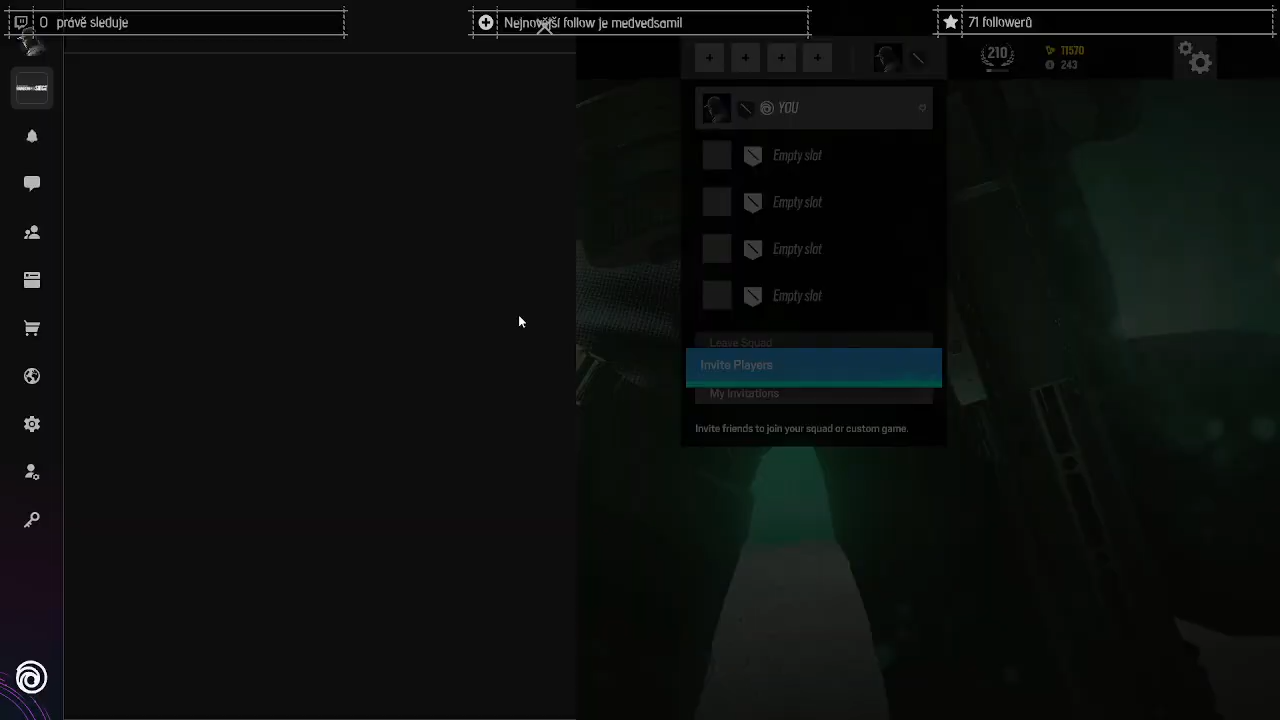 0 právě sleduje
Nejnovější follow je medvedsamil
71 followerů
210
11570
243
YOU
Empty slot
Empty slot
Empty slot
Empty slot
Leave Squad
Invite Players
My Invitations
Invite friends to join your squad or custom game.